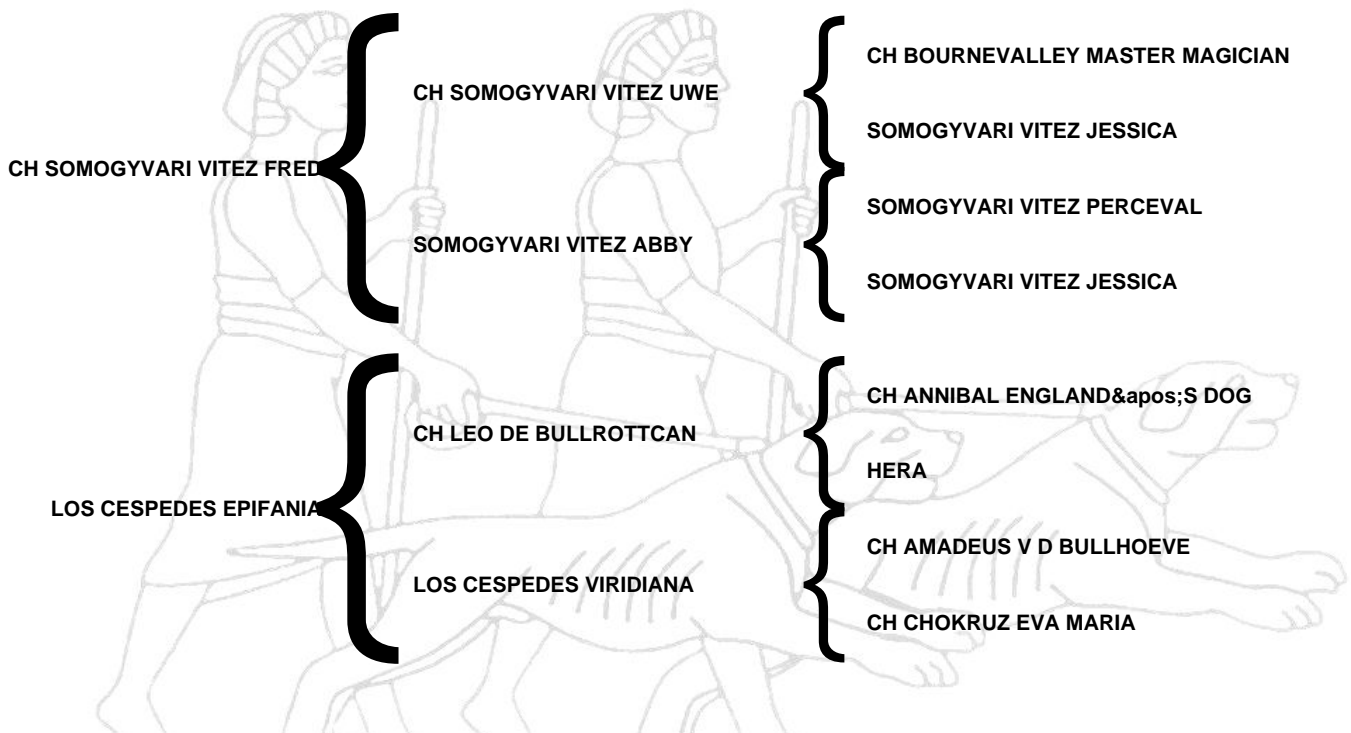 CH BOURNEVALLEY MASTER MAGICIAN
CH SOMOGYVARI VITEZ UWE
SOMOGYVARI VITEZ JESSICA
CH SOMOGYVARI VITEZ FRED
SOMOGYVARI VITEZ PERCEVAL
SOMOGYVARI VITEZ ABBY
SOMOGYVARI VITEZ JESSICA
CH ANNIBAL ENGLAND&apos;S DOG
CH LEO DE BULLROTTCAN
HERA
LOS CESPEDES EPIFANIA
CH AMADEUS V D BULLHOEVE
LOS CESPEDES VIRIDIANA
CH CHOKRUZ EVA MARIA